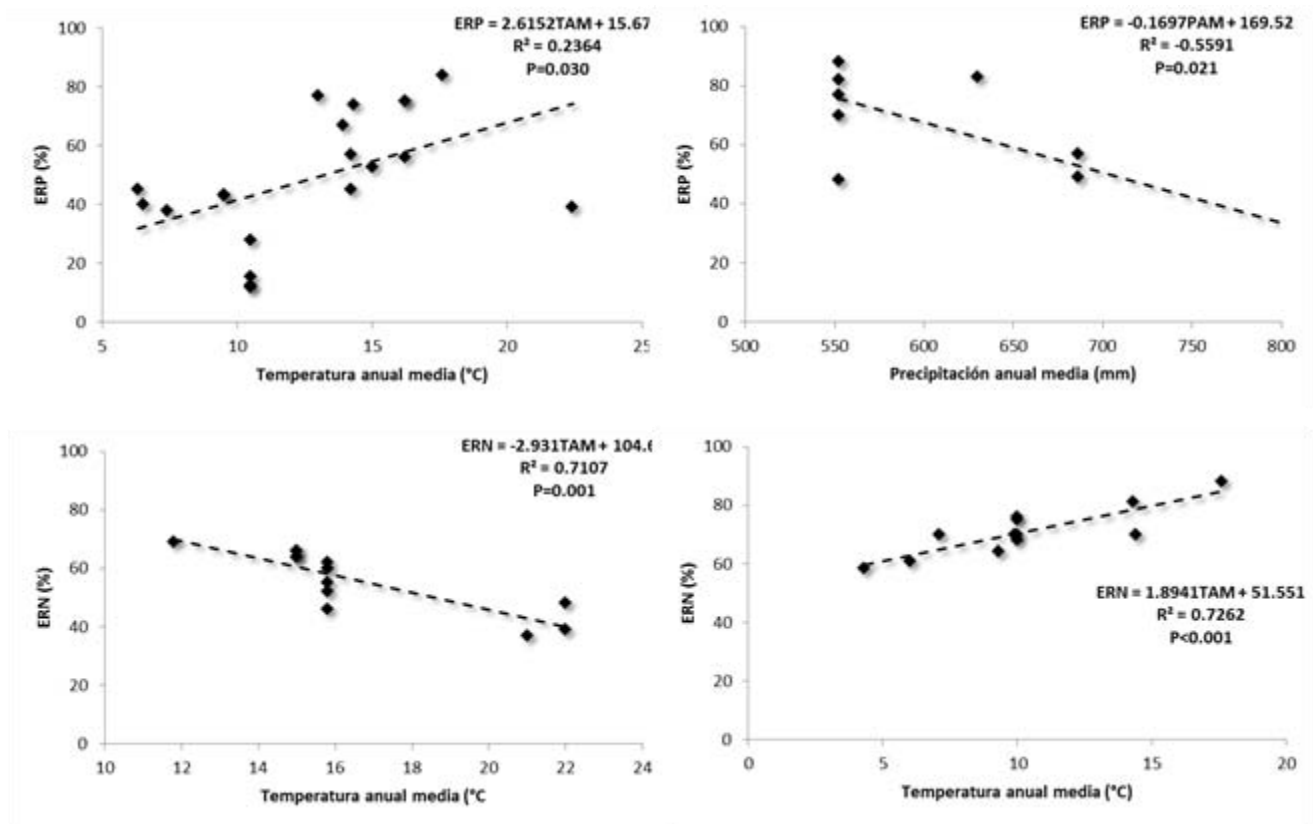 ERP = 2.6152TAM + 15.67
R² = 0.2364
P=0.030
100
80
60
40
20
0
ERP (%)
5 10 15 20 25
Temperatura anual media (°C)
ERP = -0.1697PAM + 169.52
R² = -0.5591
P=0.021
100
80
60
40
20
0
ERP (%)
500 550 600 650 700 750 800
Precipitación anual media (mm)
ERN = -2.931TAM + 104.6
R² = 0.7107
P=0.001
100
80
60
40
20
0
ERN (%)
10 12 14 16 18 20 22 24
Temperatura anual media (°C
100
80
60
40
20
0
ERN (%)
ERN = 1.8941TAM + 51.551
R² = 0.7262
P<0.001
0 5 10 15 20
Temperatura anual media (°C)